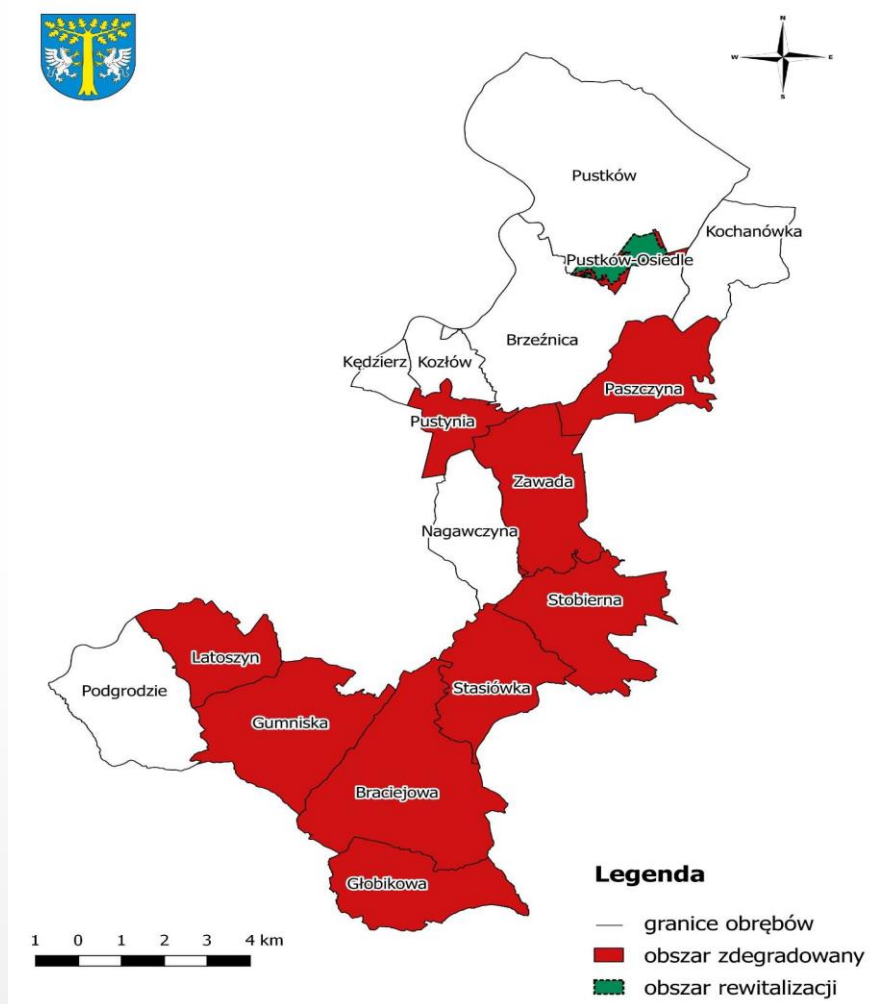 N
W E
S
Pustków
Kochanówka
Pustków-Osiedle
Brzeźnica
Kędzierz
Kozłów
Paszczyna
Pustynia
Zawada
Nagawczyna
Stobierna
Latoszyn
Stasiówka
Podgrodzie
Gumniska
Braciejowa
Głobikowa
Legenda
granice obrębów
obszar zdegradowany
obszar rewitalizacji
1 0 1 2 3 4 km